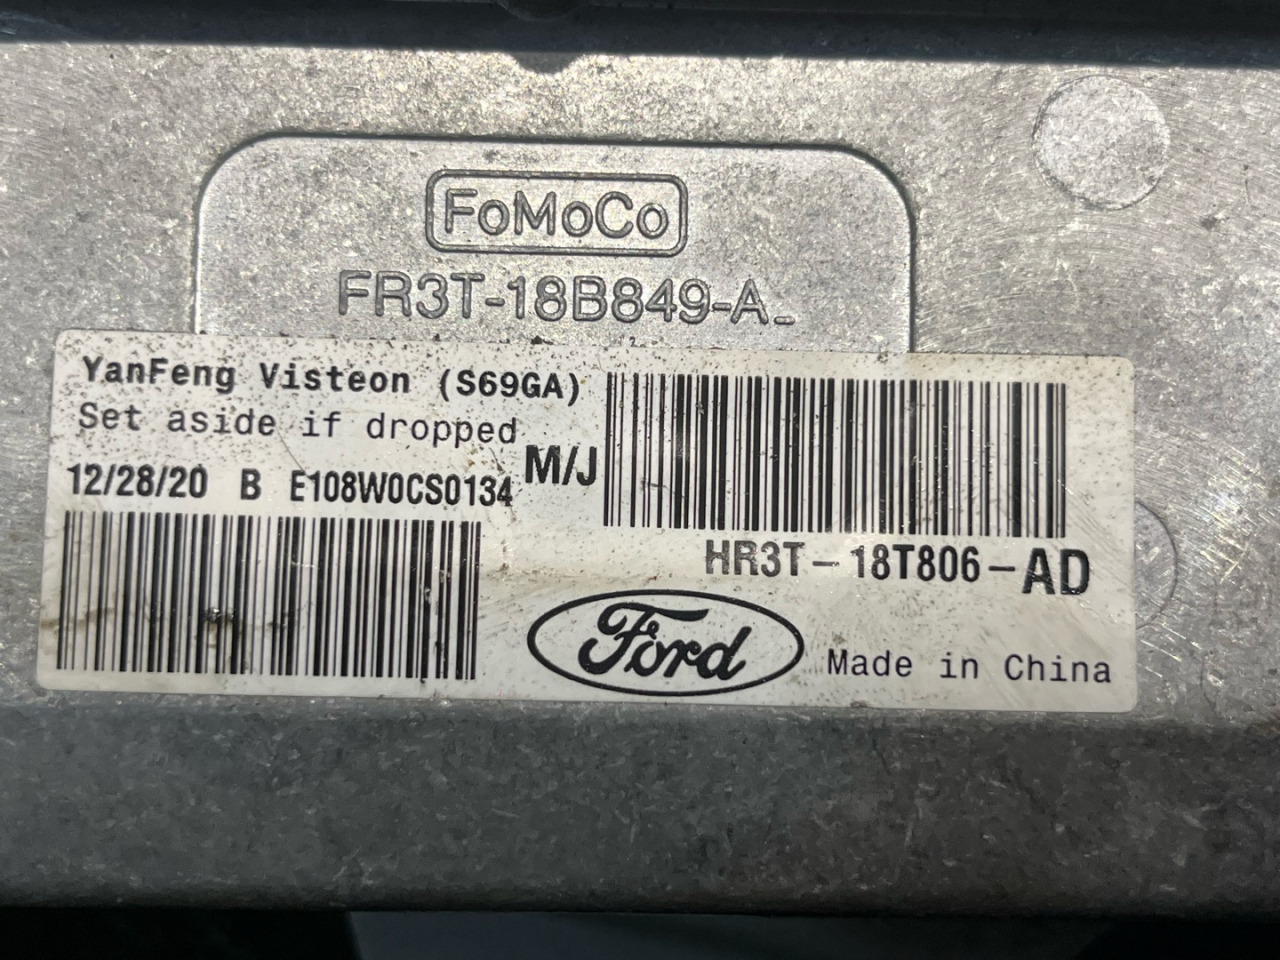 FoMoCo
FR3T-18B849-A_
YanFeng Visteon (S69GA)
Set aside if dropped
M/J
12/28/20 B E108W0CS0134
HR3T-18T806-AD
Ford
Made in China